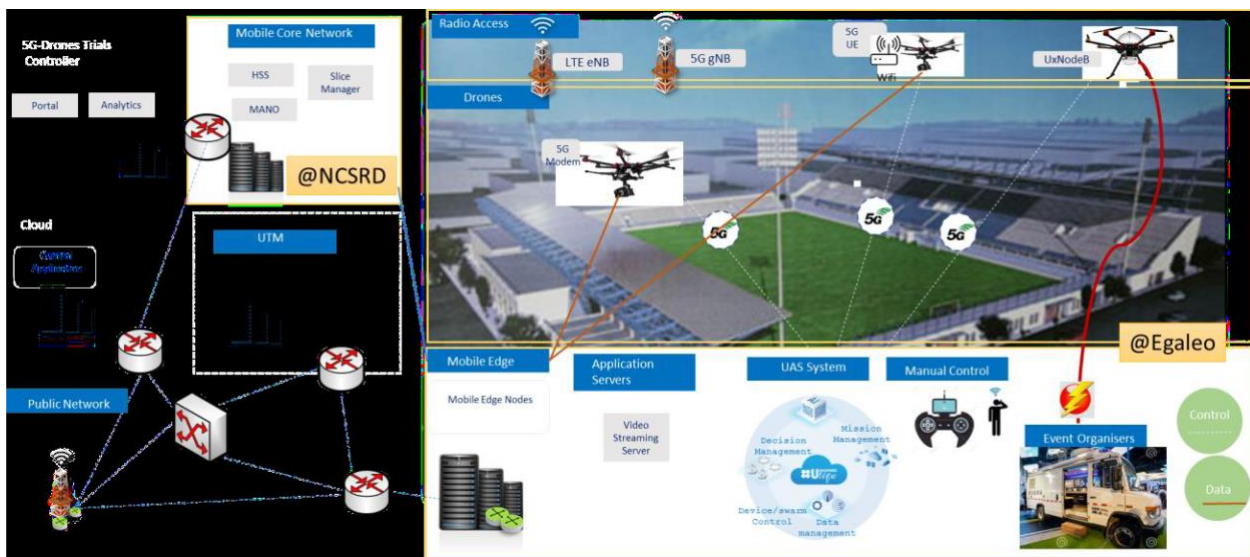 5G-Drones Trials
Controller
Portal
Analytics
Mobile Core Network
HSS
Slice
Manager
MANO
@NCSRD
Cloud
UTM
Public Network
Radio Access
LTE eNB
5G gNB
5G
UE
Wifi
UxNodeB
Drones
5G
Modem
5G
5G
5G
@Egaleo
Mobile Edge
Mobile Edge Nodes
Application
Servers
Video
Streaming
Server
UAS System
Decision
Management
Mission
Management
#Ulife
Device/swarm
Control
Data
management
Manual Control
Event Organisers
Control
Data